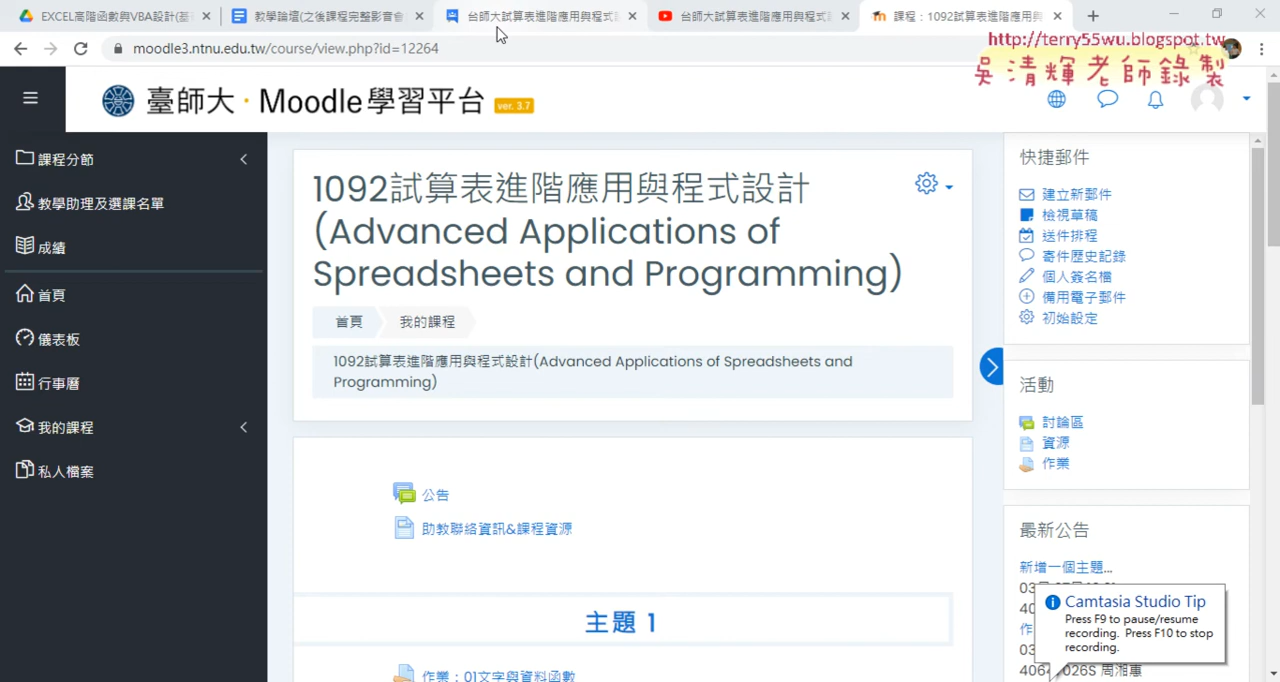 EXCEL高階函數與VBA設計(基
教學論壇(之後課程完整影音會
台師大試算表進階應用與程式設
台師大試算表進階應用與程式設
課程：1092試算表進階應用與
moodle3.ntnu.edu.tw/course/view.php?id=12264
http://terry55wu.blogspot.tw
吳清輝老師錄製
臺師大·Moodle學習平台 ver. 3.7
課程分節
教學助理及選課名單
成績
首頁
儀表板
行事曆
我的課程
私人檔案
1092試算表進階應用與程式設計
(Advanced Applications of
Spreadsheets and Programming)
首頁
我的課程
1092試算表進階應用與程式設計(Advanced Applications of Spreadsheets and
Programming)
公告
助教聯絡資訊&課程資源
主題 1
作業：01文字與資料函數
快捷郵件
建立新郵件
檢視草稿
送件排程
寄件歷史記錄
個人簽名檔
備用電子郵件
初始設定
活動
討論區
資源
作業
最新公告
新增一個主題...
Camtasia Studio Tip
Press F9 to pause/resume
recording. Press F10 to stop
recording.